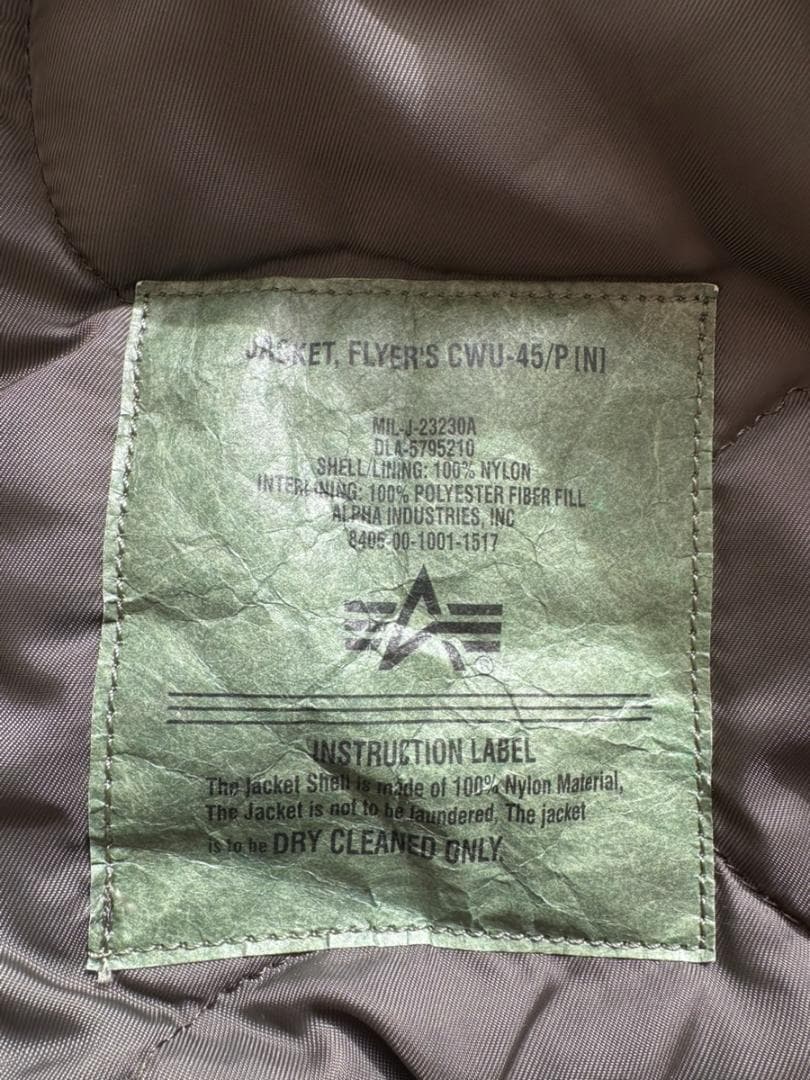 JACKET, FLYER'S CWU-45/P [N]
MIL-J-23230A
DLA-5795210
SHELL/LINING: 100% NYLON
INTERLINING: 100% POLYESTER FIBER FILL
ALPHA INDUSTRIES, INC
8405-00-1001-1517
®
INSTRUCTION LABEL
The Jacket Shell is made of 100% Nylon Material,
The Jacket is not to be laundered, The jacket
is to be DRY CLEANED ONLY.